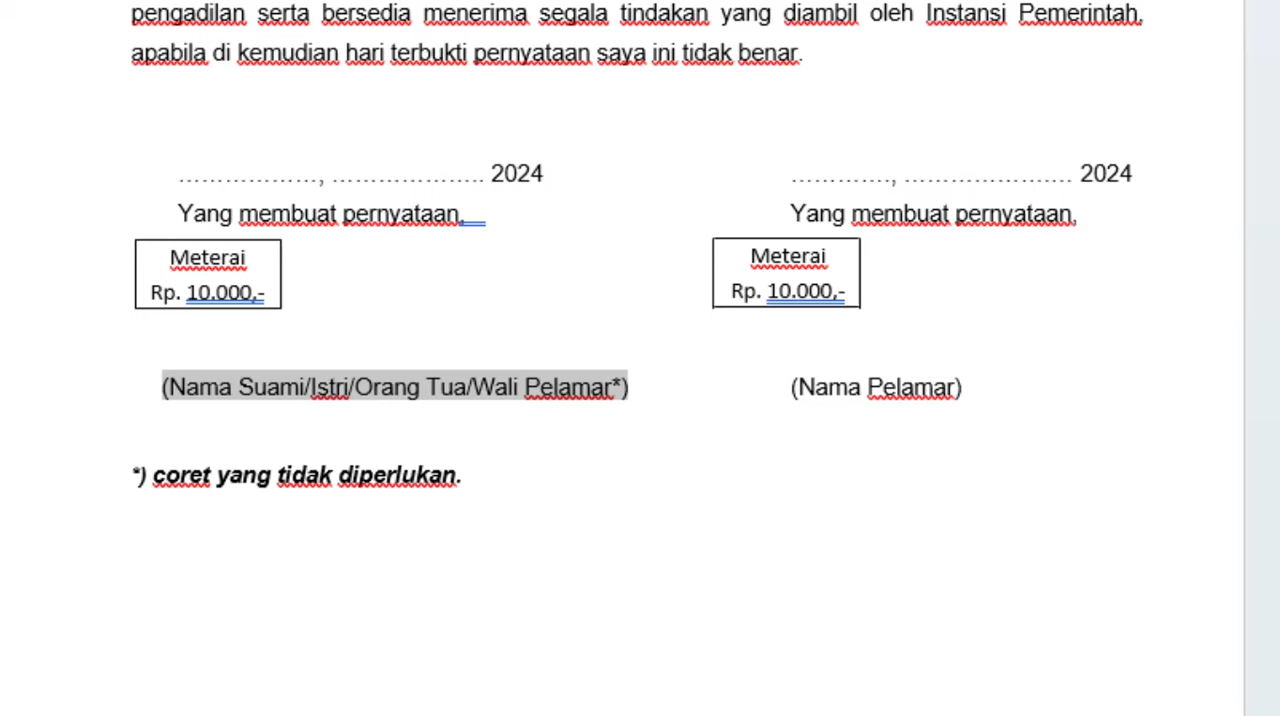 pengadilan serta bersedia menerima segala tindakan yang diambil oleh Instansi Pemerintah,
apabila di kemudian hari terbukti pernyataan saya ini tidak benar.
………………, ……………….. 2024
…………., …………………. 2024
Yang membuat pernyataan,
Yang membuat pernyataan,
Meterai
Rp. 10.000,-
Meterai
Rp. 10.000,-
(Nama Suami/Istri/Orang Tua/Wali Pelamar*)
(Nama Pelamar)
*) coret yang tidak diperlukan.